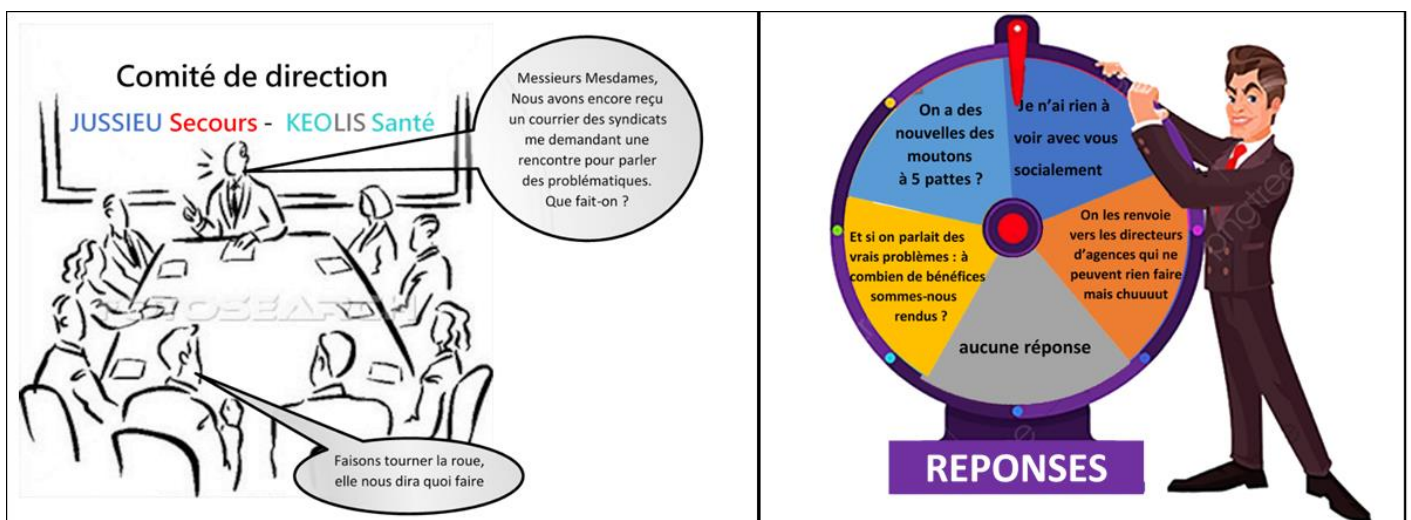 Comité de direction
JUSSIEU Secours - KEOLIS Santé
Messieurs Mesdames,
Nous avons encore reçu
un courrier des syndicats
me demandant une
rencontre pour parler
des problématiques.
Que fait-on ?
Faisons tourner la roue,
elle nous dira quoi faire
On a des
nouvelles des
moutons
à 5 pattes ?
Je n’ai rien à
voir avec vous
socialement
Et si on parlait des
vrais problèmes : à
combien de bénéfices
sommes-nous
rendus ?
On les renvoie
vers les directeurs
d’agences qui ne
peuvent rien faire
mais chuuuut
aucune réponse
REPONSES
pngtree